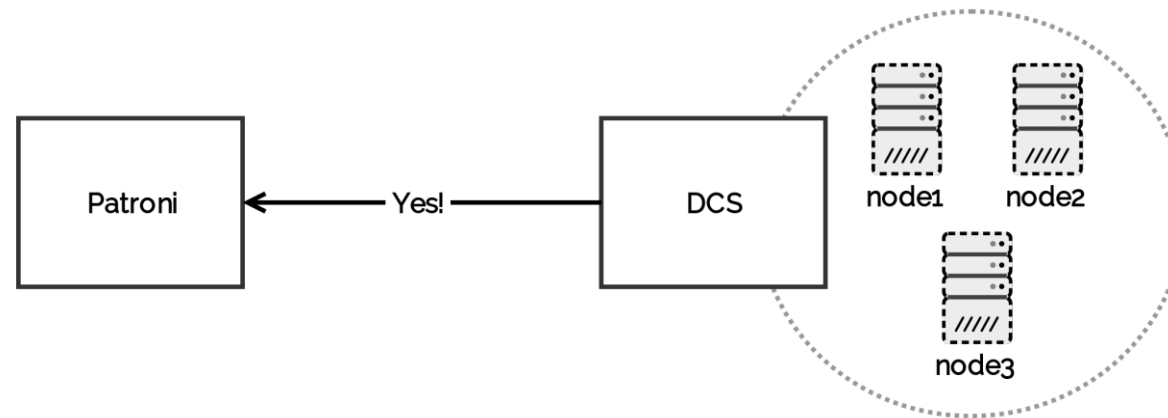 Patroni
Yes!
DCS
node1
node2
node3